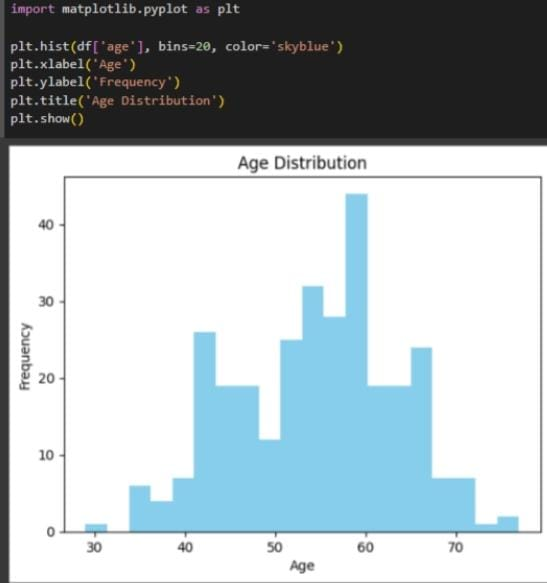 import matplotlib.pyplot as plt
plt.hist(df['age'], bins=20, color='skyblue')
plt.xlabel('Age')
plt.ylabel('Frequency')
plt.title('Age Distribution')
plt.show()
Age Distribution
Frequency
40
30
20
10
0
30 40 50 60 70
Age